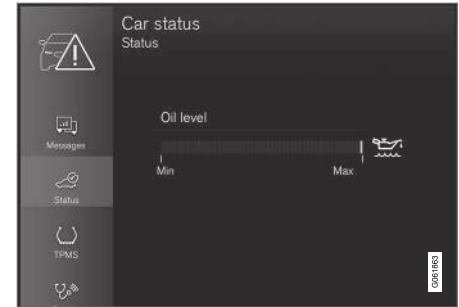 Car status
Status
Oil level
Min
Max
Messages
Status
TPMS
G061863